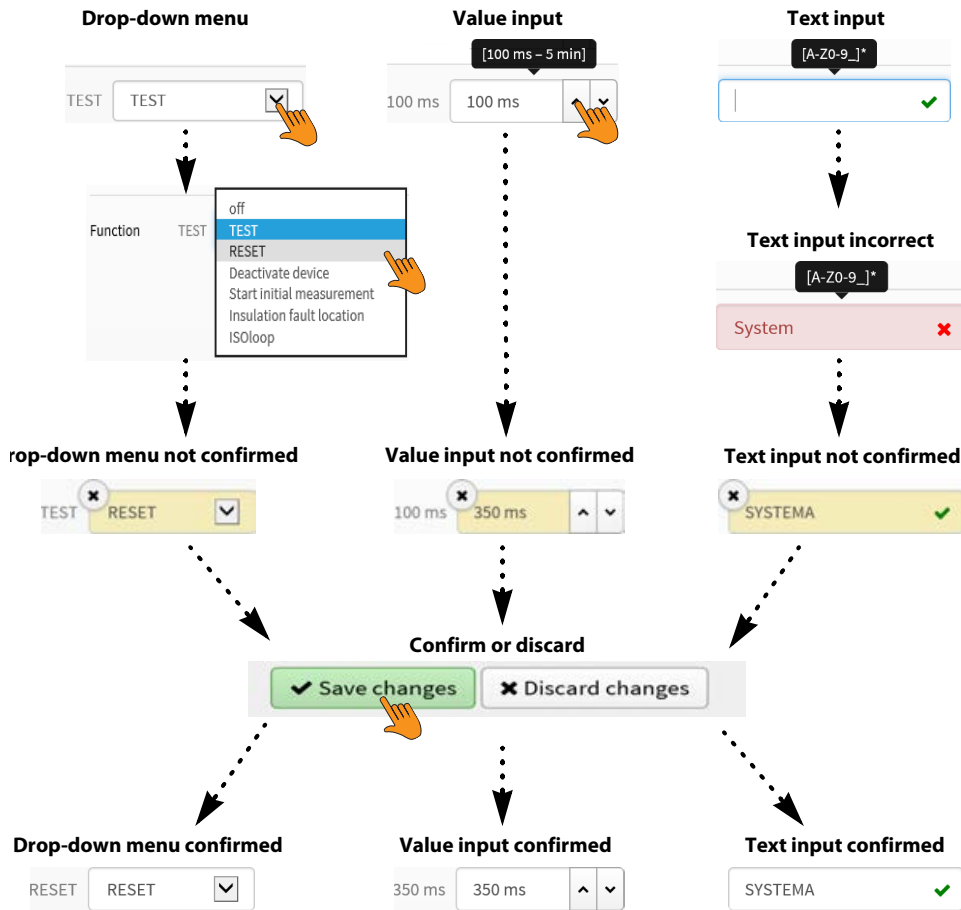 Drop-down menu
Value input
Text input
[100 ms – 5 min]
[A-Z0-9_]*
TEST TEST
100 ms 100 ms
Function TEST
off
TEST
RESET
Deactivate device
Start initial measurement
Insulation fault location
ISOloop
Text input incorrect
[A-Z0-9_]*
System
rop-down menu not confirmed
Value input not confirmed
Text input not confirmed
TEST RESET
100 ms 350 ms
SYSTEMA
Confirm or discard
Save changes
Discard changes
Drop-down menu confirmed
Value input confirmed
Text input confirmed
RESET RESET
350 ms 350 ms
SYSTEMA